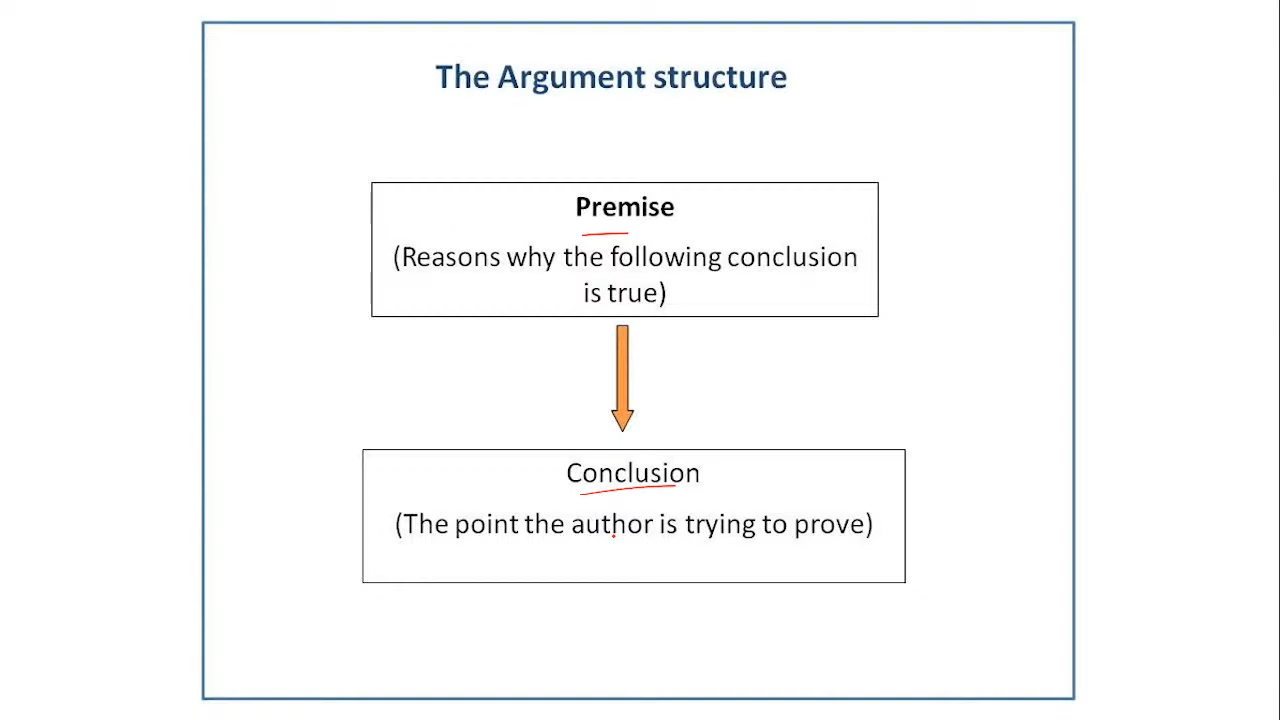 The Argument structure
Premise
(Reasons why the following conclusion
is true)
Conclusion
(The point the author is trying to prove)